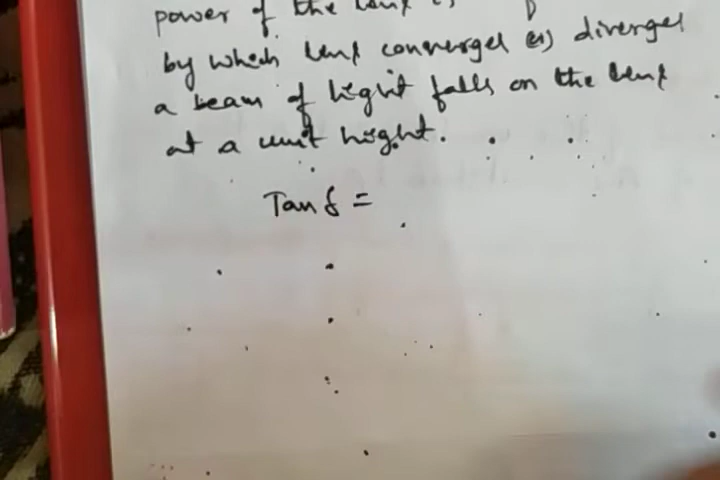 power of the
by which lens converges (or) diverges
a beam of light falls on the lens
at a unit hight.
Tan δ =